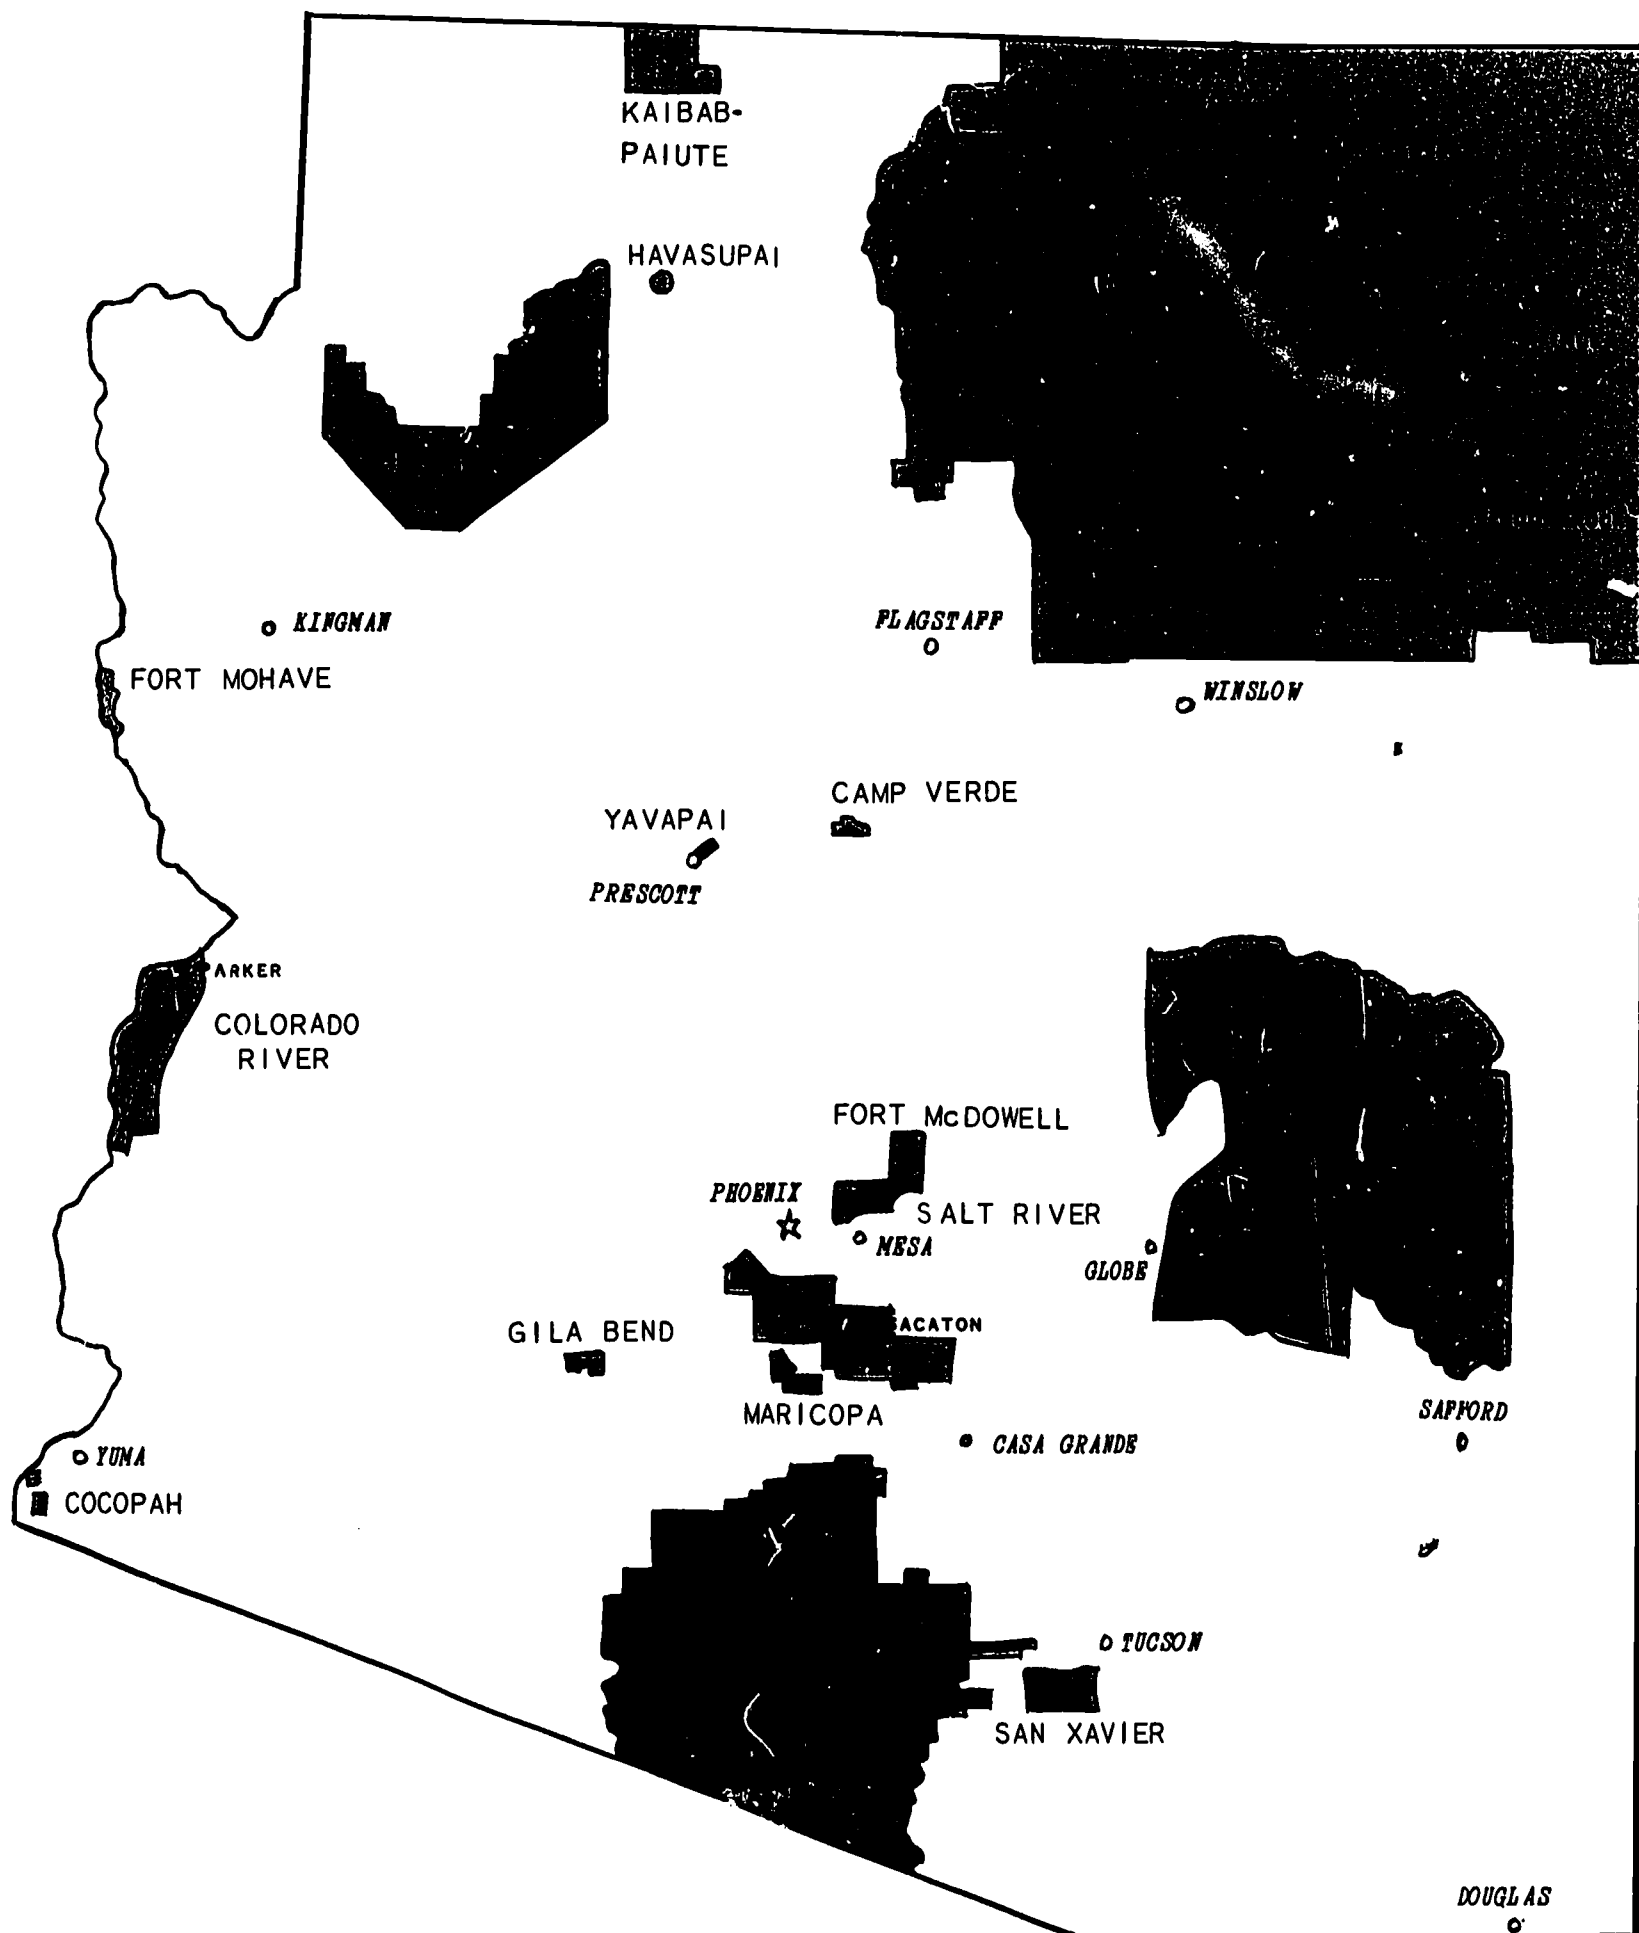 KAIBAB-
PAIUTE
HAVASUPAI
KINGMAN
FLAGSTAFF
FORT MOHAVE
WINSLOW
CAMP VERDE
YAVAPAI
PRESCOTT
ARKER
COLORADO
RIVER
FORT McDOWELL
PHOENIX
SALT RIVER
MESA
GLOBE
ACATON
GILA BEND
MARICOPA
SAFFORD
CASA GRANDE
YUMA
COCOPAH
TUCSON
SAN XAVIER
DOUGLAS